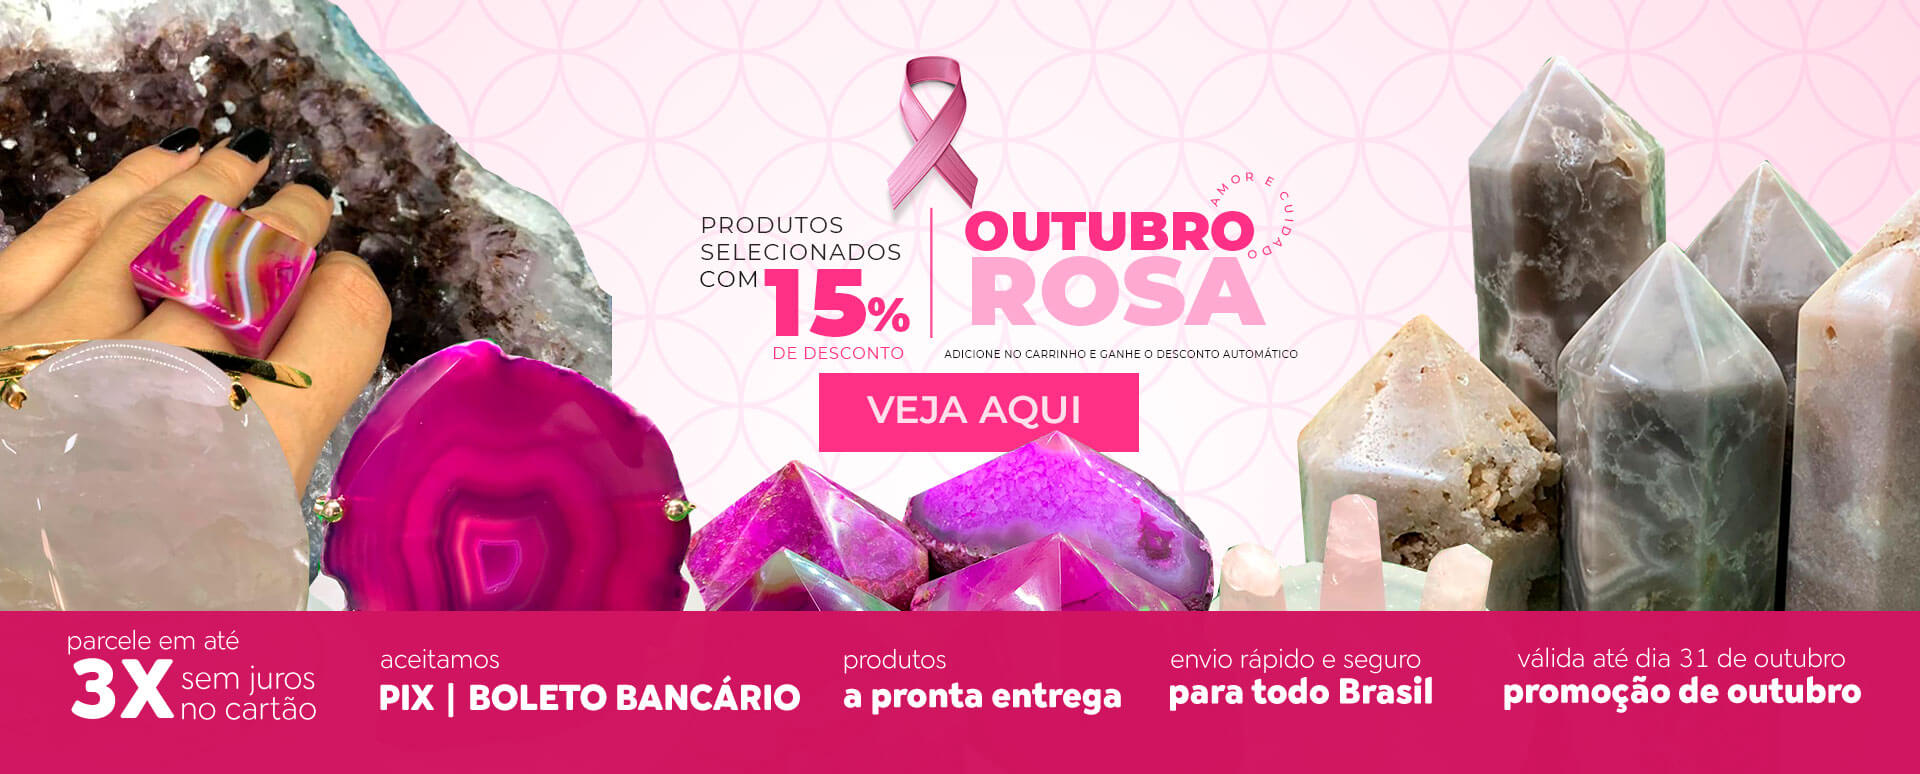 PRODUTOS
SELECIONADOS
COM 15%
DE DESCONTO
OUTUBRO
ROSA
AMOR E CUIDADO
ADICIONE NO CARRINHO E GANHE O DESCONTO AUTOMÁTICO
VEJA AQUI
parcele em até
3X sem juros
no cartão
aceitamos
PIX | BOLETO BANCÁRIO
produtos
a pronta entrega
envio rápido e seguro
para todo Brasil
válida até dia 31 de outubro
promoção de outubro